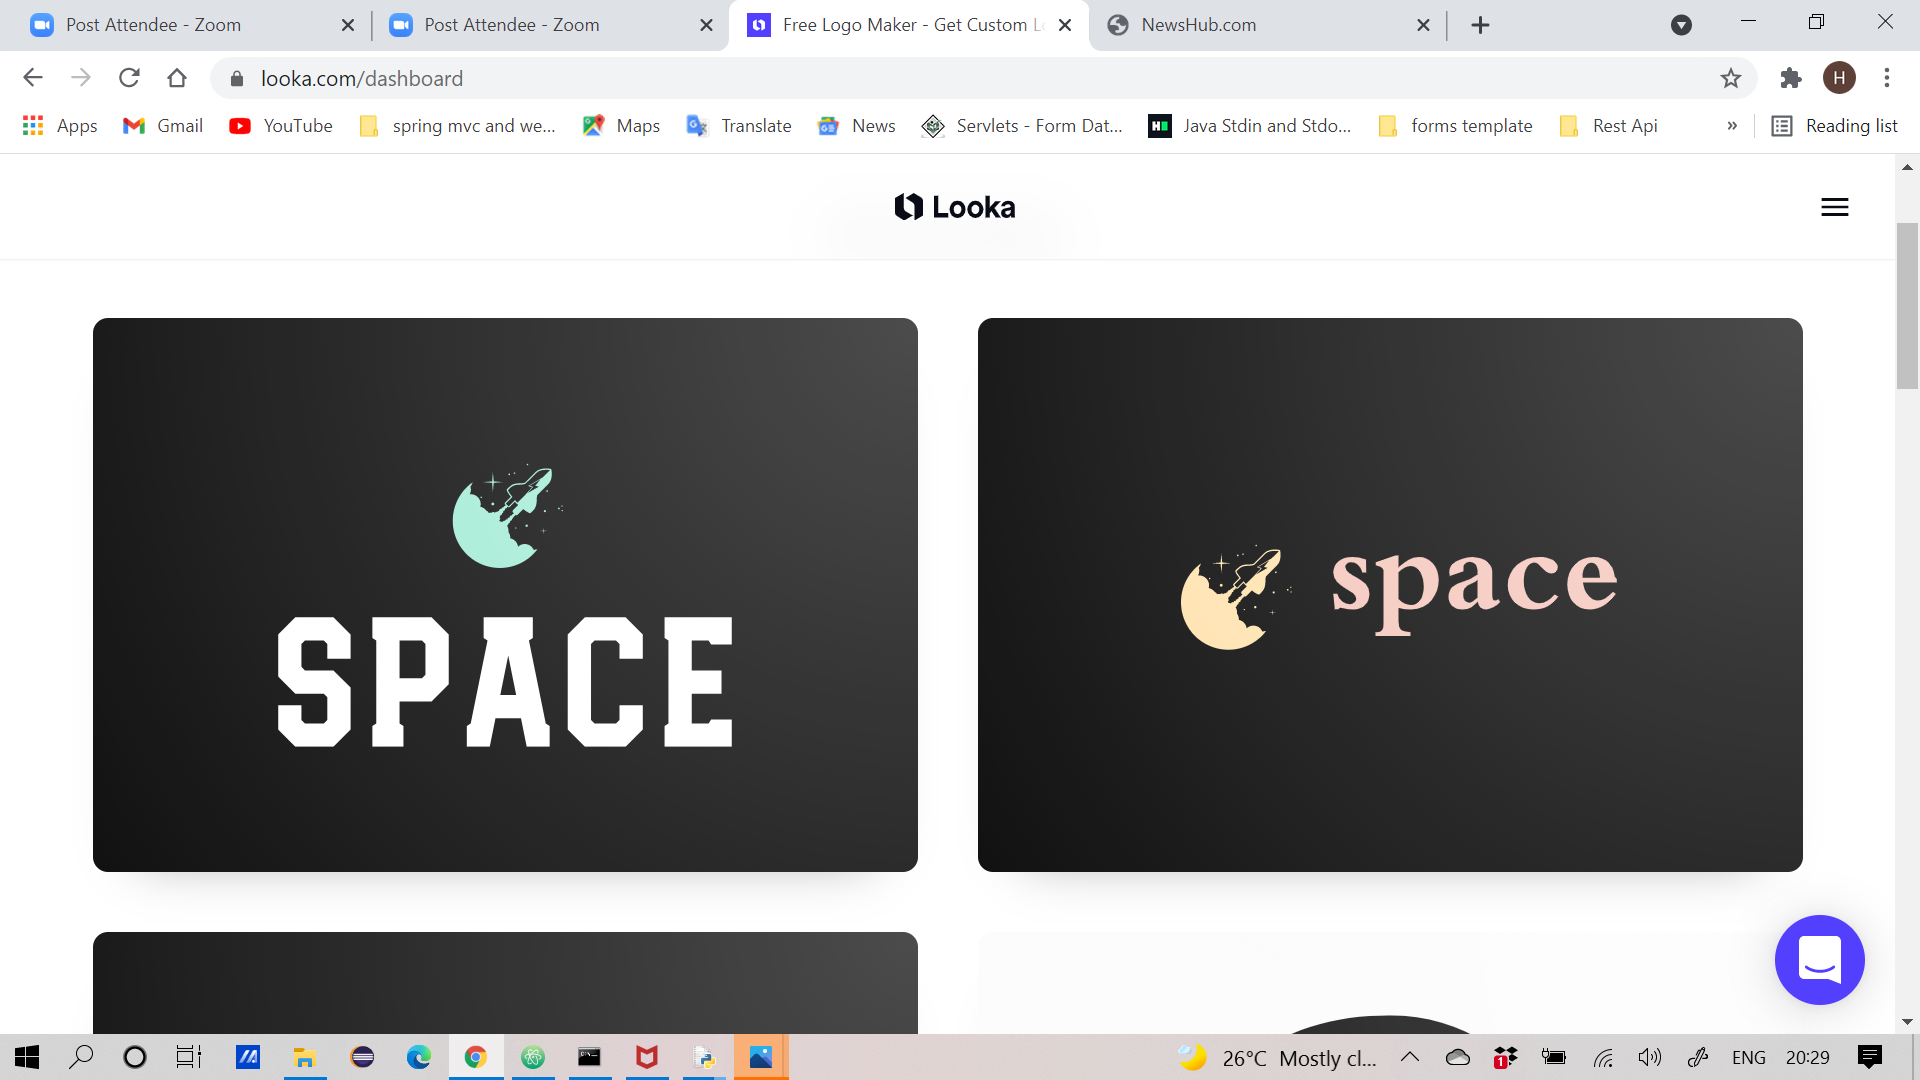 Post Attendee - Zoom
Post Attendee - Zoom
Free Logo Maker - Get Custom L
NewsHub.com
looka.com/dashboard
H
Apps
Gmail
YouTube
spring mvc and we...
Maps
Translate
News
Servlets - Form Dat...
Java Stdin and Stdo...
forms template
Rest Api
»
Reading list
Looka
SPACE
space
26°C Mostly cl...
1
ENG
20:29